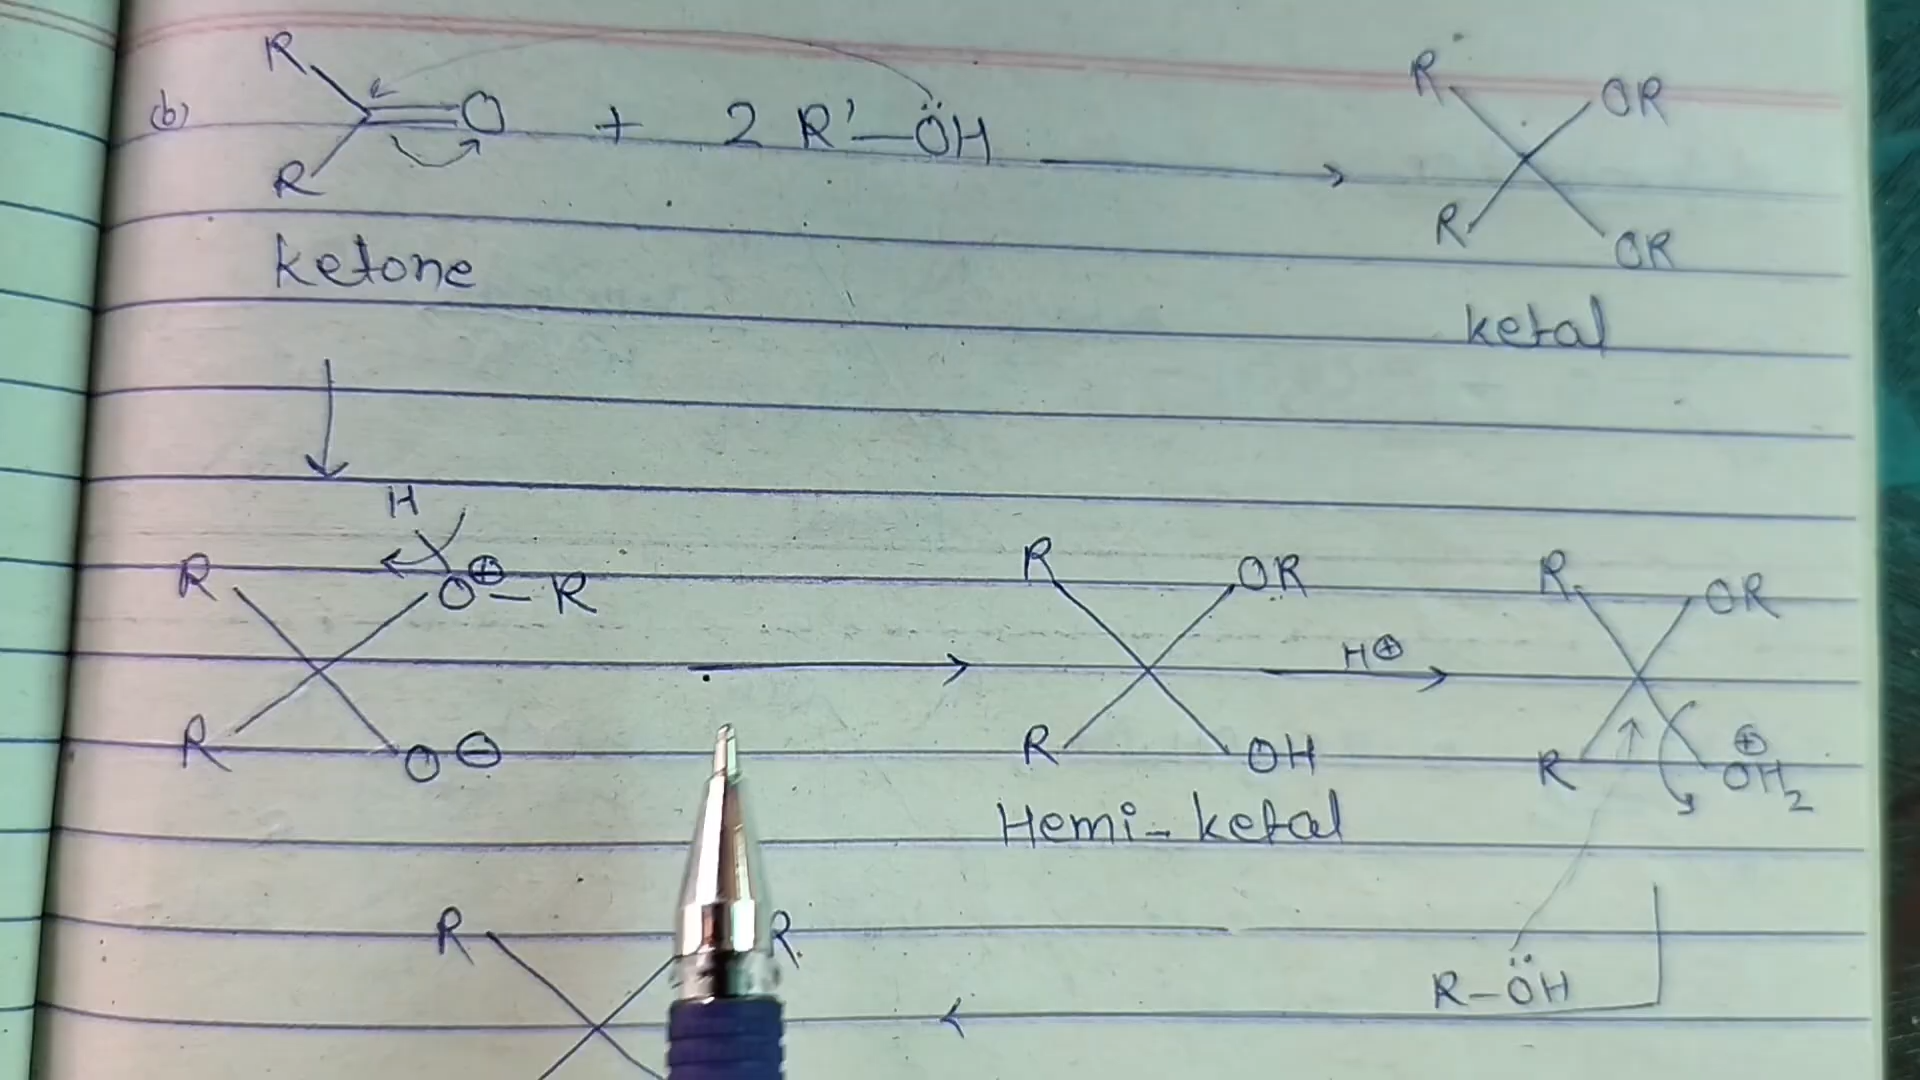 (b) R R =O + 2 R'—ÖH → R OR R OR
ketone
ketal
H
R O⊕–R R O⊖ → R OR R OH H⊕ → R OR R ⊕OH2
Hemi-ketal
R R
R–ÖH